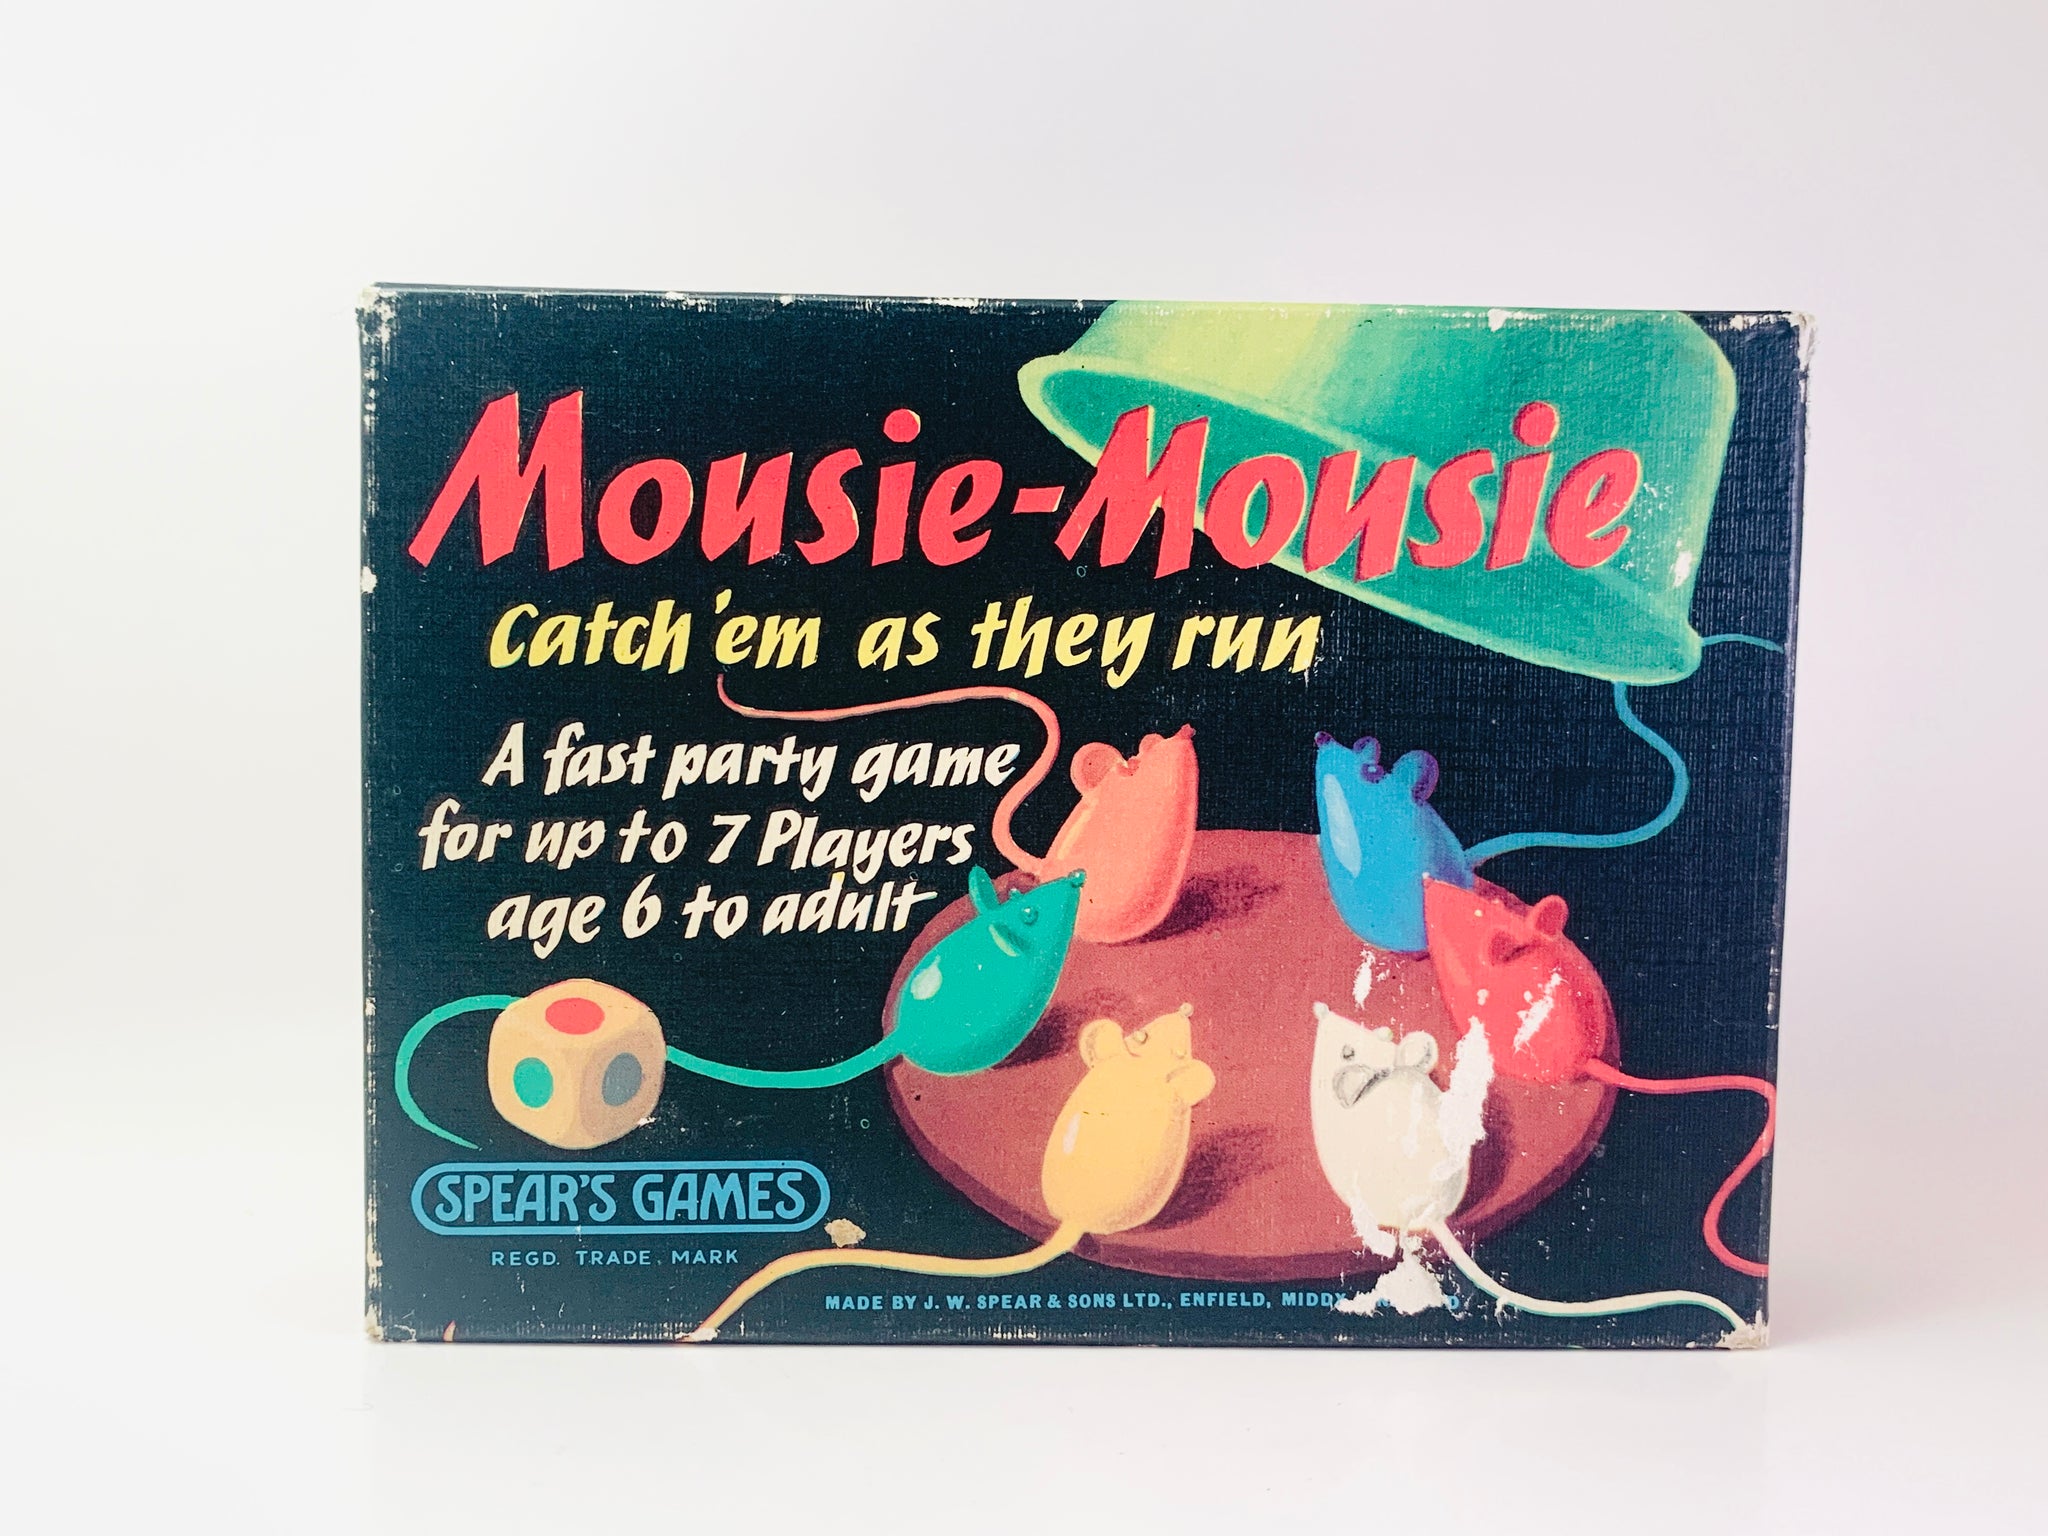 Mousie-Mousie
Catch 'em as they run
A fast party game
for up to 7 Players
age 6 to adult
SPEAR'S GAMES
REGD. TRADE MARK
MADE BY J. W. SPEAR & SONS LTD., ENFIELD,